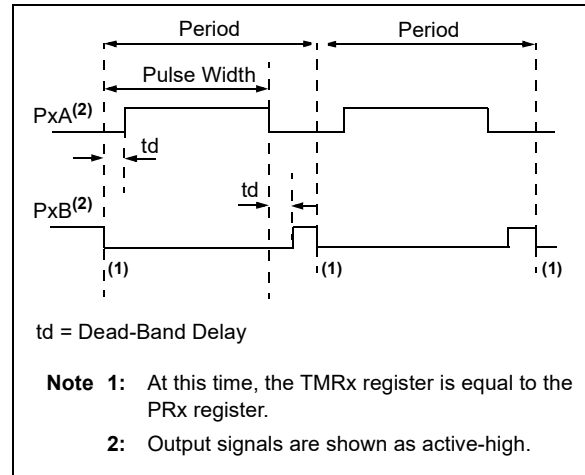 Period Period
Pulse Width
PxA(2)
td
td
PxB(2)
(1) (1) (1)
td = Dead-Band Delay
Note 1: At this time, the TMRx register is equal to the
PRx register.
2: Output signals are shown as active-high.